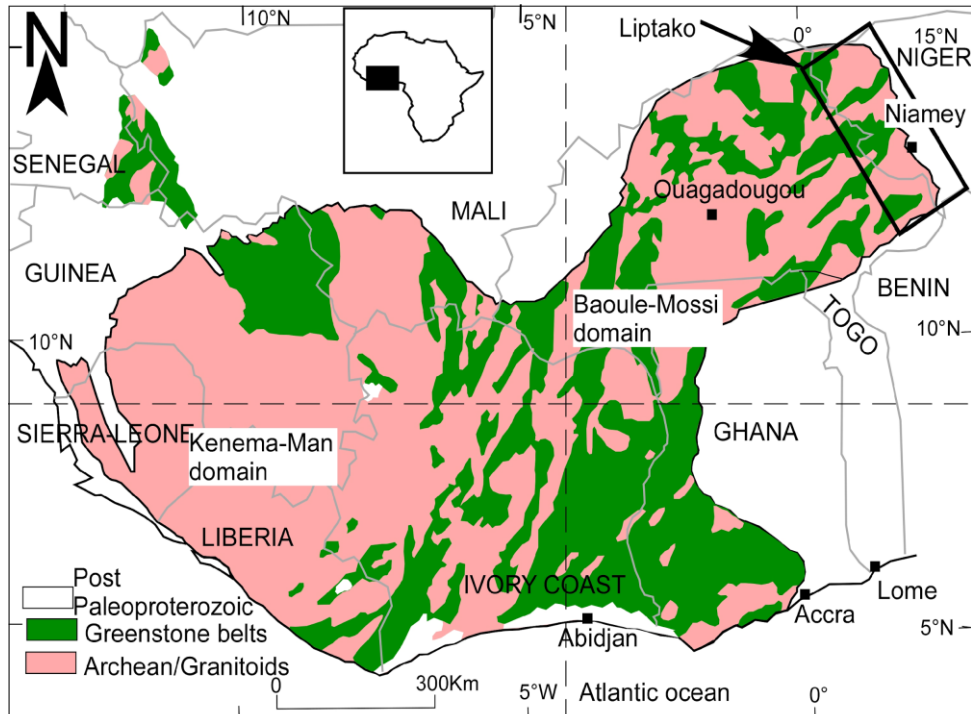 N
10°N
5°N
0°
15°N
Liptako
NIGER
Niamey
SENEGAL
MALI
Ouagadougou
GUINEA
BENIN
Baoule-Mossi
domain
TOGO
10°N
10°N
SIERRA-LEONE
Kenema-Man
domain
GHANA
LIBERIA
IVORY COAST
Post
Paleoproterozoic
Greenstone belts
Archean/Granitoids
Abidjan
Accra
Lome
5°N
0
300Km
5°W
Atlantic ocean
0°